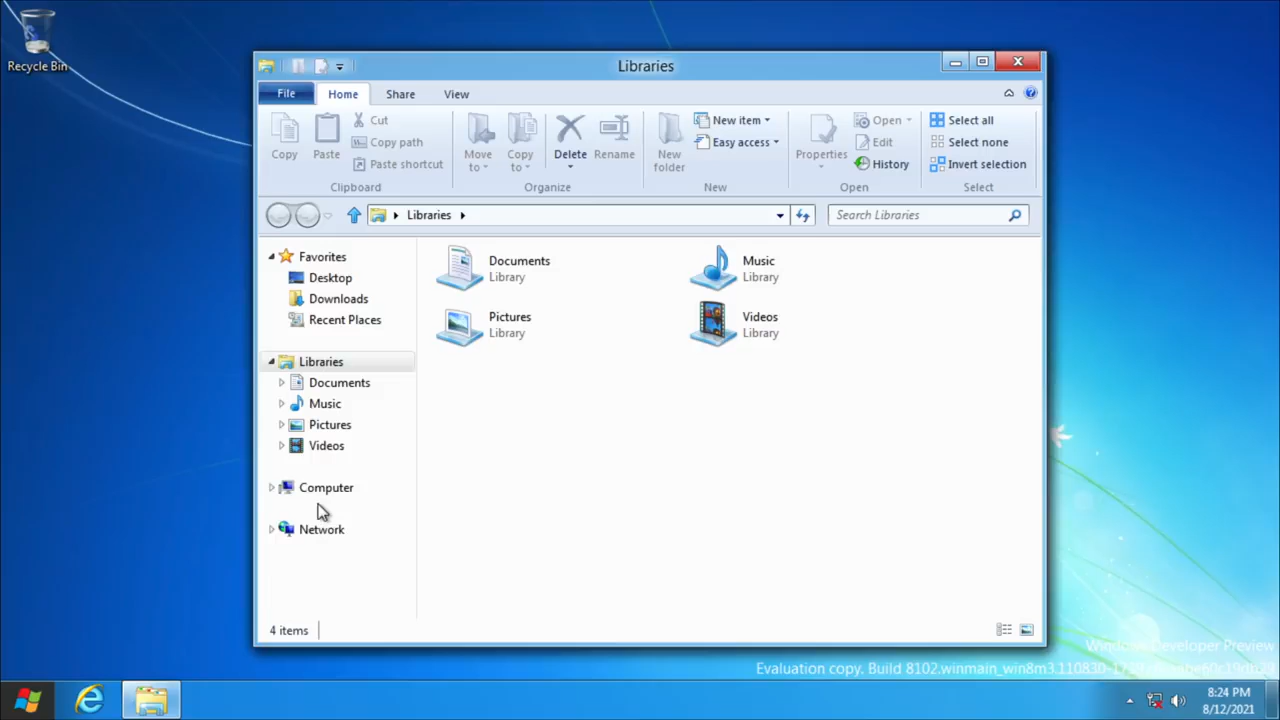 Recycle Bin
Libraries
File Home Share View
Copy
Paste
Cut
Copy path
Paste shortcut
Clipboard
Move to
Copy to
Delete
Rename
Organize
New folder
New item
Easy access
New
Properties
Open
Edit
History
Open
Select all
Select none
Invert selection
Select
Libraries
Search Libraries
Favorites
Desktop
Downloads
Recent Places
Libraries
Documents
Music
Pictures
Videos
Computer
Network
Documents
Library
Music
Library
Pictures
Library
Videos
Library
4 items
Windows Developer Preview
Evaluation copy. Build 8102.winmain_win8m3.110830-
8:24 PM
8/12/2021